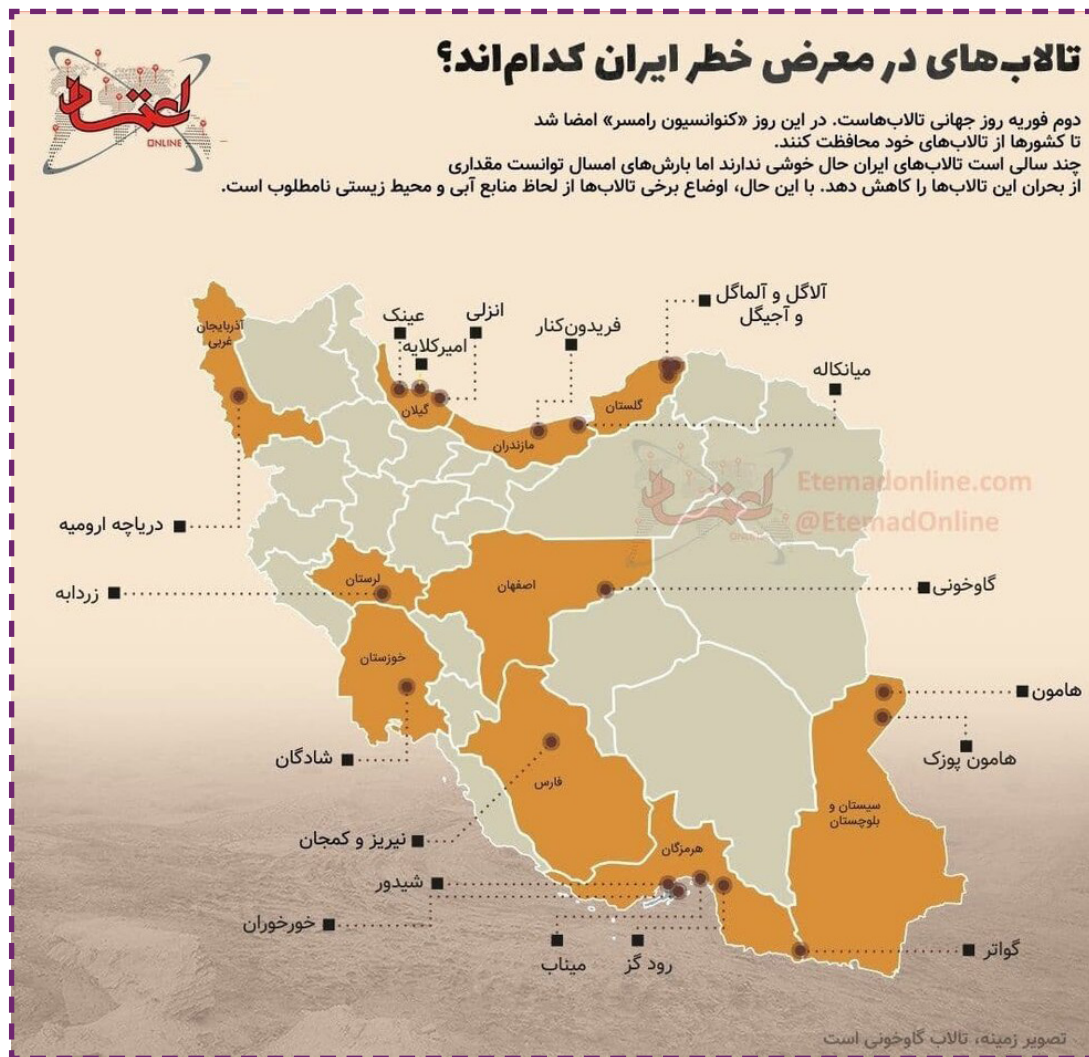 تالاب‌های در معرض خطر ایران کدام‌اند؟
اعتماد
ONLINE
دوم فوریه روز جهانی تالاب‌هاست. در این روز «کنوانسیون رامسر» امضا شد
تا کشورها از تالاب‌های خود محافظت کنند.
چند سالی است تالاب‌های ایران حال خوشی ندارند اما بارش‌های امسال توانست مقداری
از بحران این تالاب‌ها را کاهش دهد. با این حال، اوضاع برخی تالاب‌ها از لحاظ منابع آبی و محیط زیستی نامطلوب است.
آلاگل و آلماگل
و آجیگل
انزلی
عینک
فریدون‌کنار
امیرکلایه
میانکاله
آذربایجان
غربی
گیلان
گلستان
مازندران
اعتماد
ONLINE
Etemadonline.com
@EtemadOnline
دریاچه ارومیه
لرستان
اصفهان
گاوخونی
زردابه
خوزستان
هامون
هامون پوزک
شادگان
فارس
سیستان و
بلوچستان
نیریز و کمجان
هرمزگان
شیدور
خورخوران
میناب
رود گز
گواتر
تصویر زمینه، تالاب گاوخونی است